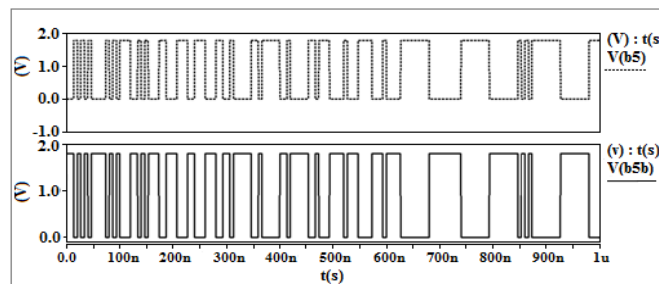 2.0
1.0
0.0
-1.0
(V)
(V) : t(s
V(b5)
2.0
1.0
0.0
(V)
(v) : t(s)
V(b5b)
0.0 100n 200n 300n 400n 500n 600n 700n 800n 900n 1u
t(s)